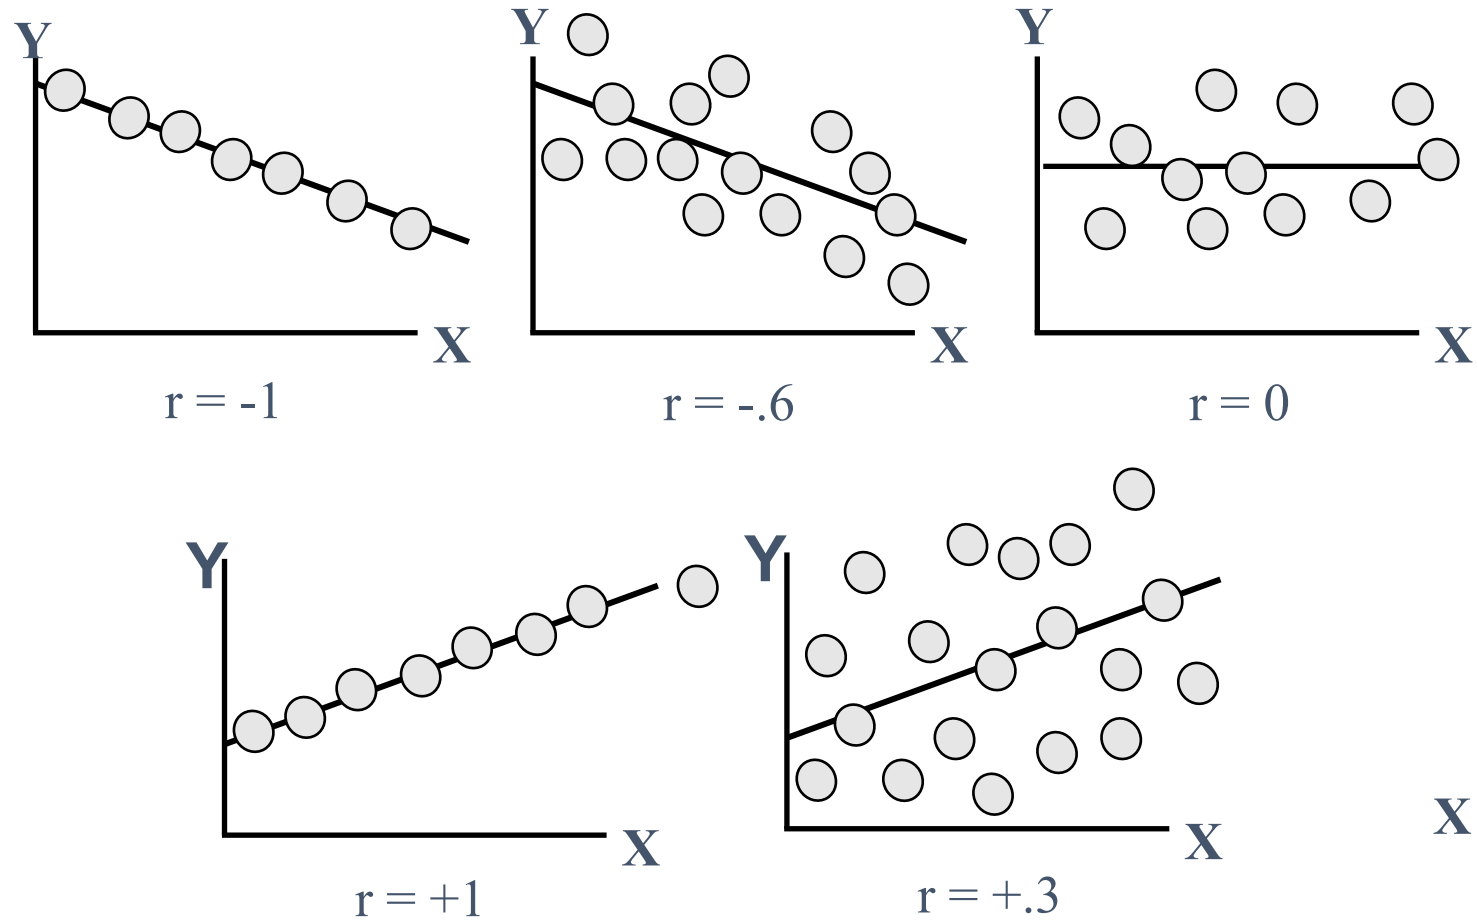 Y
Y
Y
X
X
X
r = -1
r = -.6
r = 0
Y
Y
X
X
X
r = +1
r = +.3